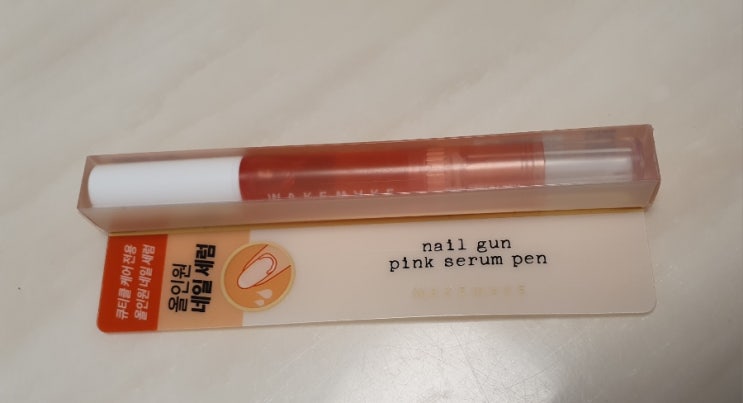 WAKEMAKE
큐티클 케어 전용
올인원 네일 세럼
올인원
네일 세럼
nail gun
pink serum pen
WAKEMAKE